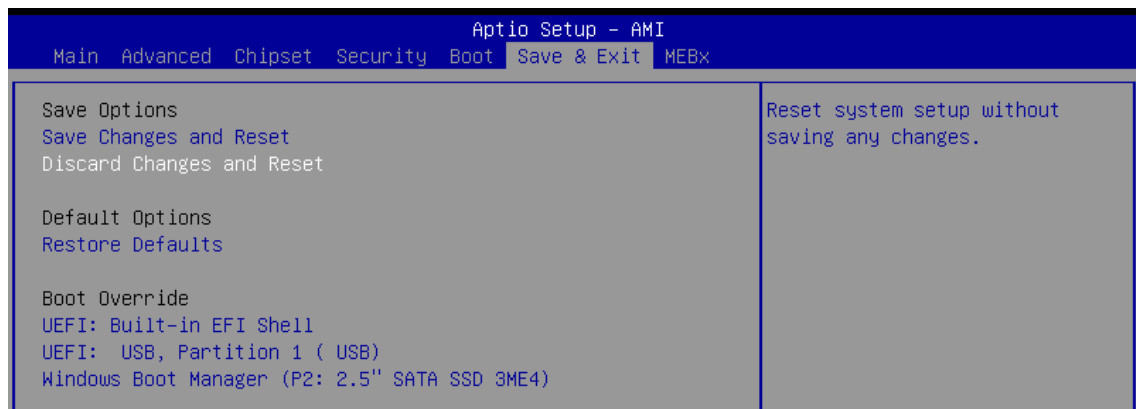 Aptio Setup - AMI
Main Advanced Chipset Security Boot Save & Exit MEBx
Save Options
Save Changes and Reset
Discard Changes and Reset
Default Options
Restore Defaults
Boot Override
UEFI: Built-in EFI Shell
UEFI:  USB, Partition 1 ( USB)
Windows Boot Manager (P2: 2.5" SATA SSD 3ME4)
Reset system setup without
saving any changes.